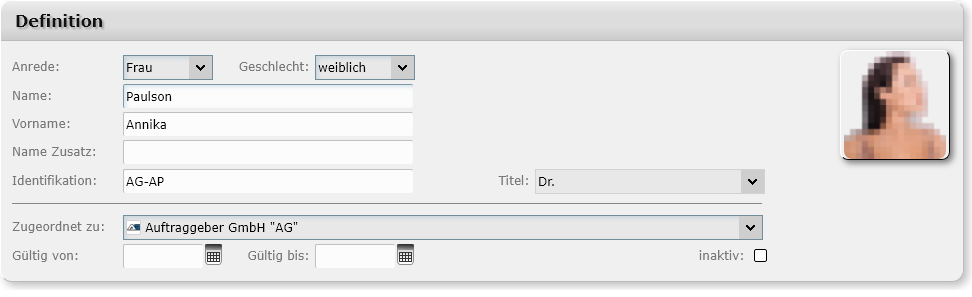 Definition
Anrede: Frau Geschlecht: weiblich
Name: Paulson
Vorname: Annika
Name Zusatz:
Identifikation: AG-AP Titel: Dr.
Zugeordnet zu: Auftraggeber GmbH "AG"
Gültig von: Gültig bis: inaktiv: